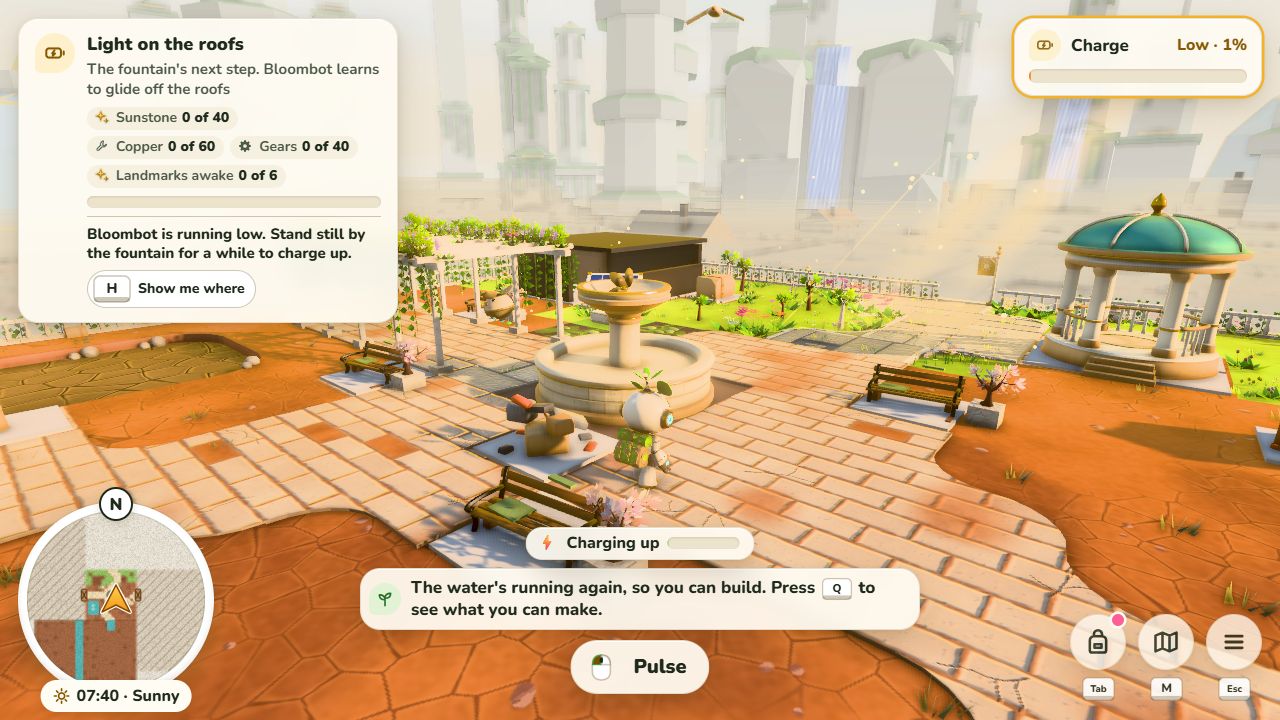 Light on the roofs
The fountain's next step. Bloombot learns
to glide off the roofs
Sunstone 0 of 40
Copper 0 of 60 Gears 0 of 40
Landmarks awake 0 of 6
Bloombot is running low. Stand still by
the fountain for a while to charge up.
H Show me where
Charge Low · 1%
N
07:40 · Sunny
Charging up
The water's running again, so you can build. Press Q to
see what you can make.
Pulse
Tab M Esc